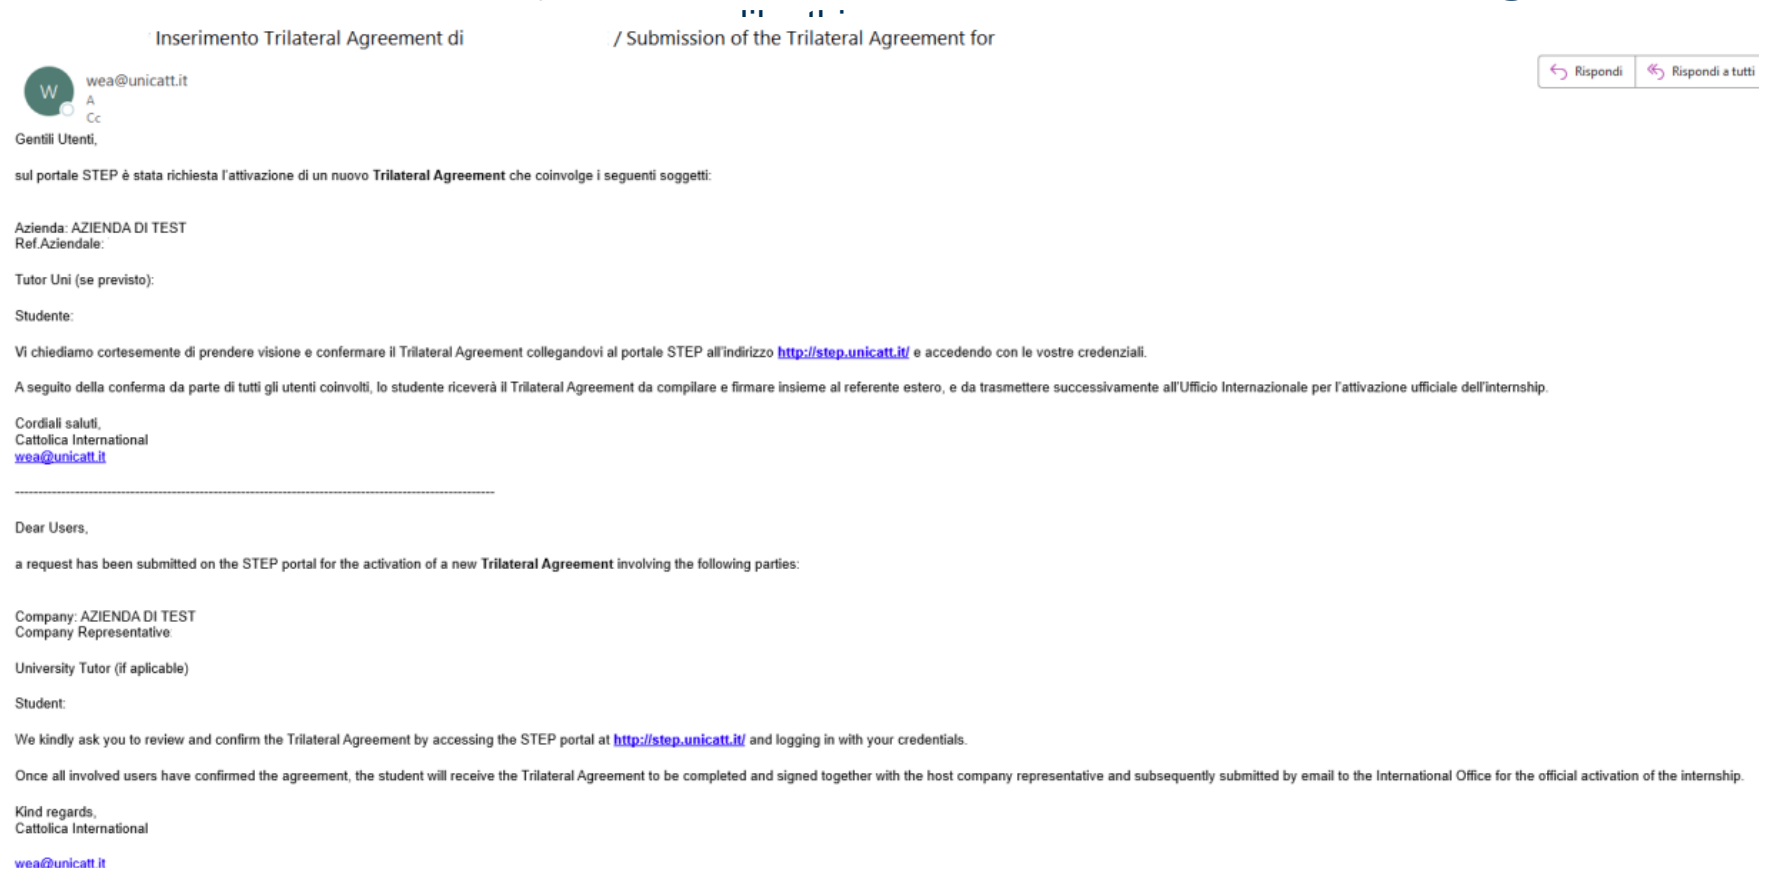 Inserimento Trilateral Agreement di / Submission of the Trilateral Agreement for
W
wea@unicatt.it
A
Cc
Rispondi
Rispondi a tutti
Gentili Utenti,
sul portale STEP è stata richiesta l'attivazione di un nuovo Trilateral Agreement che coinvolge i seguenti soggetti:
Azienda: AZIENDA DI TEST
Ref.Aziendale:
Tutor Uni (se previsto):
Studente:
Vi chiediamo cortesemente di prendere visione e confermare il Trilateral Agreement collegandovi al portale STEP all'indirizzo http://step.unicatt.it/ e accedendo con le vostre credenziali.
A seguito della conferma da parte di tutti gli utenti coinvolti, lo studente riceverà il Trilateral Agreement da compilare e firmare insieme al referente estero, e da trasmettere successivamente all'Ufficio Internazionale per l'attivazione ufficiale dell'internship.
Cordiali saluti,
Cattolica International
wea@unicatt.it
----------------------------------------------------------------------------------------------------
Dear Users,
a request has been submitted on the STEP portal for the activation of a new Trilateral Agreement involving the following parties:
Company: AZIENDA DI TEST
Company Representative:
University Tutor (if aplicable)
Student:
We kindly ask you to review and confirm the Trilateral Agreement by accessing the STEP portal at http://step.unicatt.it/ and logging in with your credentials.
Once all involved users have confirmed the agreement, the student will receive the Trilateral Agreement to be completed and signed together with the host company representative and subsequently submitted by email to the International Office for the official activation of the internship.
Kind regards,
Cattolica International
wea@unicatt.it